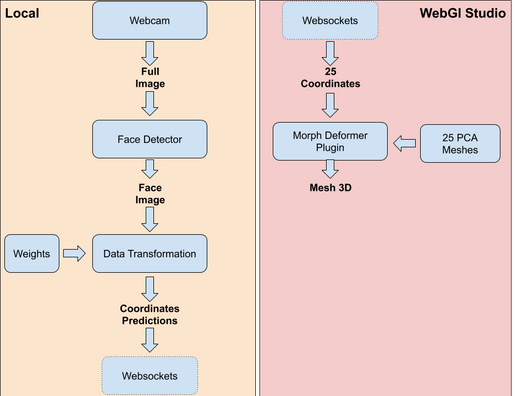 Local
Webcam
Full
Image
Face Detector
Face
Image
Weights
Data Transformation
Coordinates
Predictions
Websockets
WebGl Studio
Websockets
25
Coordinates
Morph Deformer
Plugin
25 PCA
Meshes
Mesh 3D